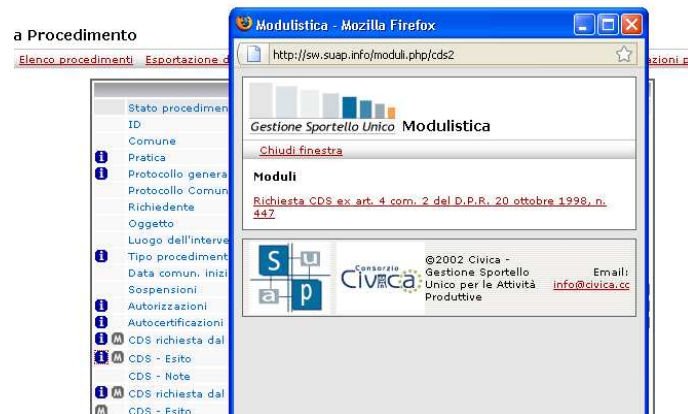 a Procedimento
Elenco procedimenti Esportazione d
azioni p
Stato procedimen
ID
Comune
Pratica
Protocollo genera
Protocollo Comun
Richiedente
Oggetto
Luogo dell'interve
Tipo procediment
Data comun. inizi
Sospensioni
Autorizzazioni
Autocertificazioni
M CDS richiesta dal
M CDS - Esito
CDS - Note
M CDS richiesta dal
M CDS - Esito
Modulistica - Mozilla Firefox
http://sw.suap.info/moduli.php/cds2
Gestione Sportello Unico Modulistica
Chiudi finestra
Moduli
Richiesta CDS ex art. 4 com. 2 del D.P.R. 20 ottobre 1998, n.
447
S u
a p
Consorzio
Civica
©2002 Civica -
Gestione Sportello
Unico per le Attività
Produttive
Email:
info@civica.cc